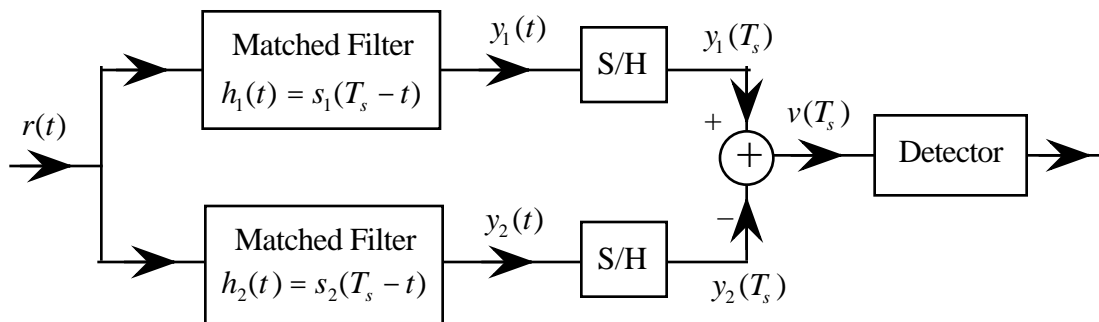 Matched Filter
h₁(t) = s₁(Tₛ − t)
y₁(t)
S/H
y₁(Tₛ)
r(t)
+
+
−
v(Tₛ)
Detector
Matched Filter
h₂(t) = s₂(Tₛ − t)
y₂(t)
S/H
y₂(Tₛ)